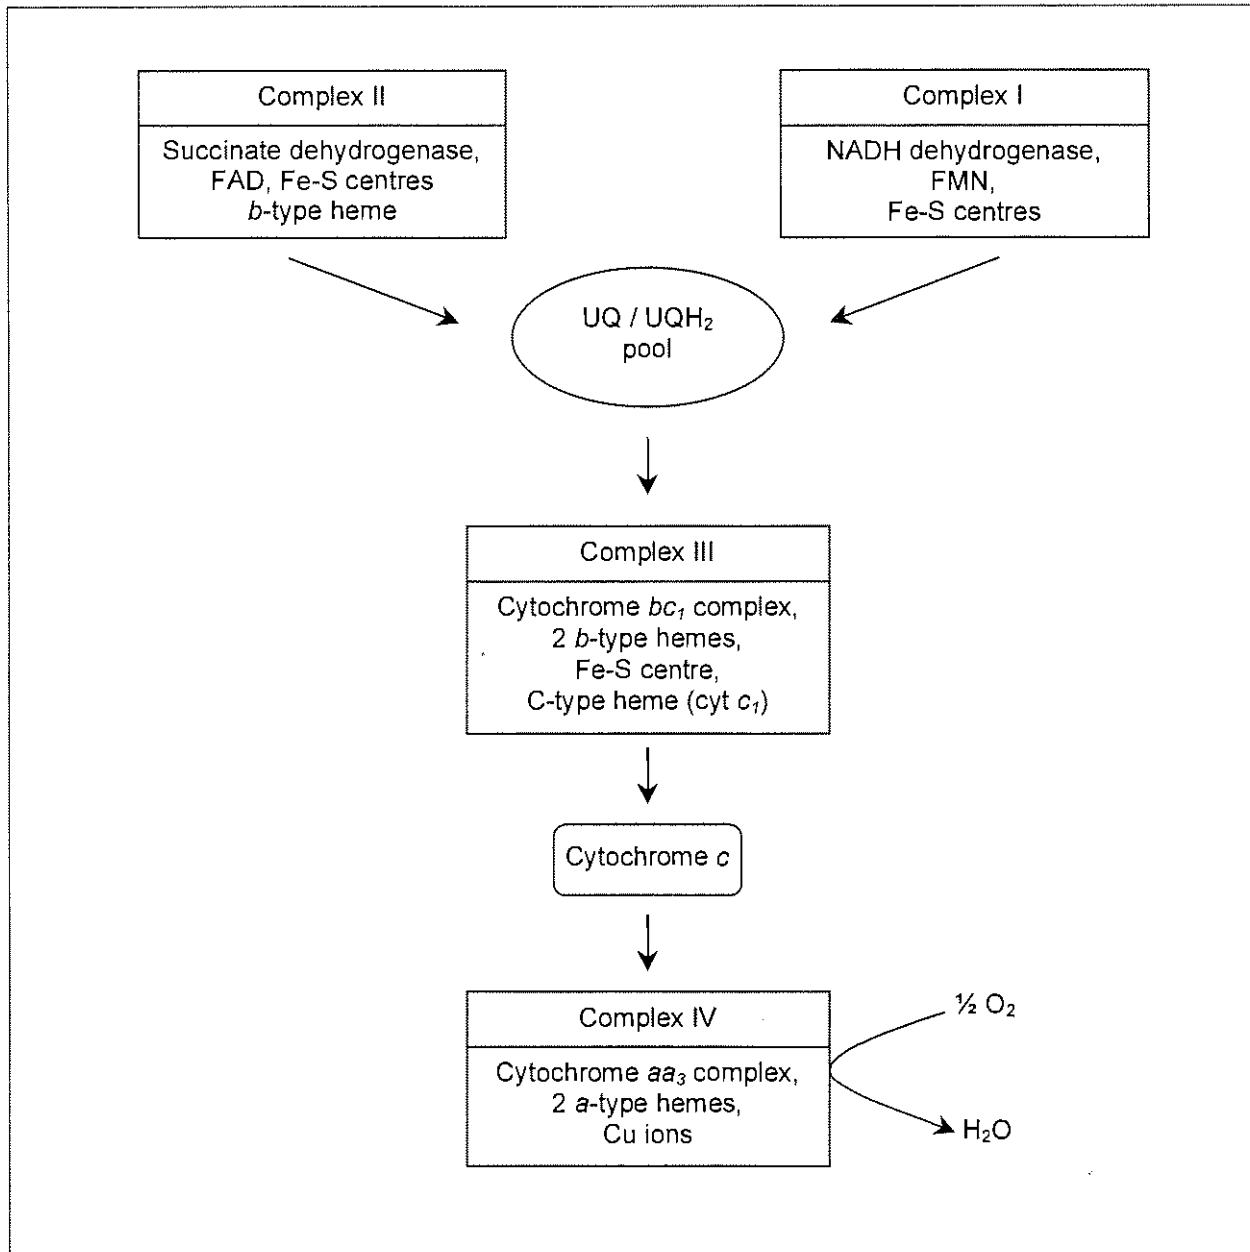 Complex II
Succinate dehydrogenase,
FAD, Fe-S centres
b-type heme
Complex I
NADH dehydrogenase,
FMN,
Fe-S centres
UQ / UQH₂
pool
Complex III
Cytochrome bc₁ complex,
2 b-type hemes,
Fe-S centre,
C-type heme (cyt c₁)
Cytochrome c
Complex IV
Cytochrome aa₃ complex,
2 a-type hemes,
Cu ions
½ O₂
H₂O